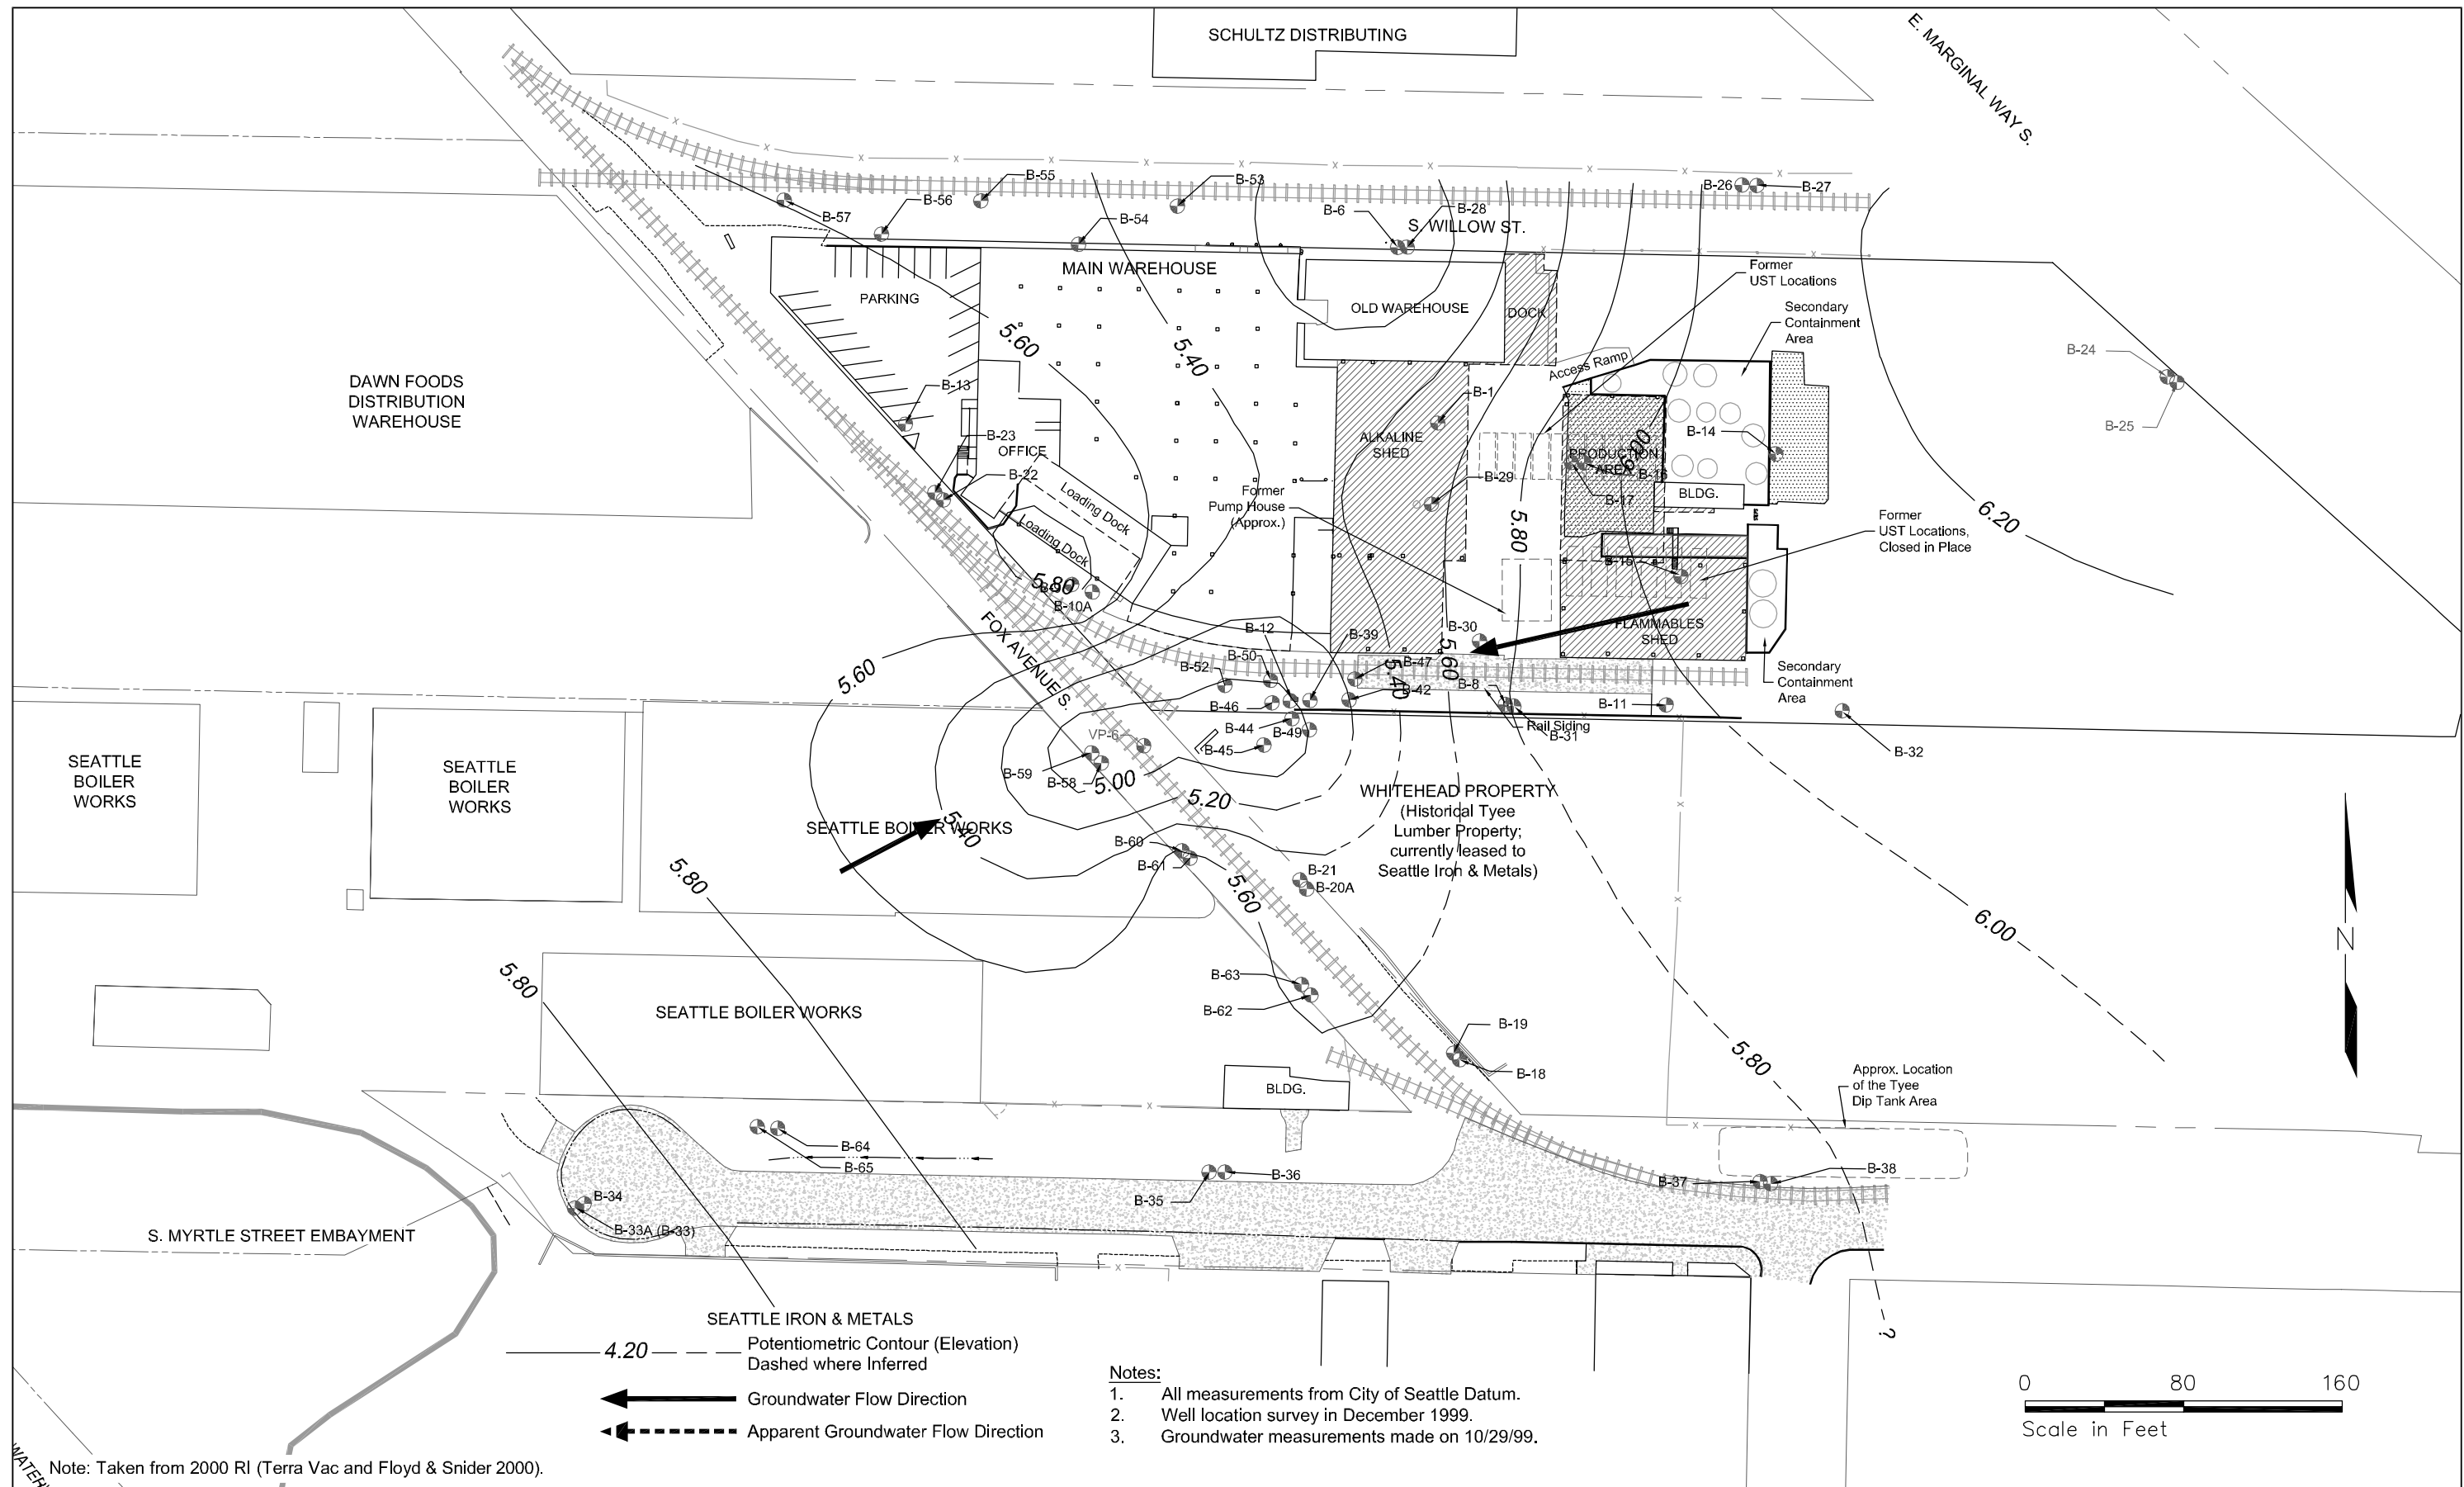 SCHULTZ DISTRIBUTING
E. MARGINAL WAY S.
B-55
B-53
B-26
B-27
B-56
B-57
B-54
B-6
B-28
S. WILLOW ST.
MAIN WAREHOUSE
Former
UST Locations
PARKING
OLD WAREHOUSE
DOCK
Secondary
Containment
Area
5.60
5.40
Access Ramp
B-24
B-25
DAWN FOODS
DISTRIBUTION
WAREHOUSE
B-13
B-1
B-23
OFFICE
ALKALINE
SHED
B-14
6.00
PRODUCTION
AREA
B-16
B-22
B-29
B-17
BLDG.
Loading Dock
Loading Dock
Former
Pump House
(Approx.)
5.80
6.20
Former
UST Locations,
Closed in Place
B-15
5.80
B-10A
FOX AVENUE S.
B-12
B-39
B-30
FLAMMABLES
SHED
5.60
B-50
B-52
B-47
5.40
5.60
Secondary
Containment
Area
B-42
B-8
B-46
B-11
B-44
B-49
Rail Siding
B-31
VP-6
B-45
B-32
B-59
B-58
5.00
5.20
SEATTLE
BOILER
WORKS
SEATTLE
BOILER
WORKS
SEATTLE BOILER WORKS
5.40
WHITEHEAD PROPERTY
(Historical Tyee
Lumber Property;
currently leased to
Seattle Iron & Metals)
B-60
B-61
5.80
B-21
B-20A
5.60
6.00
N
5.80
B-63
B-62
SEATTLE BOILER WORKS
B-19
B-18
5.80
BLDG.
Approx. Location
of the Tyee
Dip Tank Area
B-64
B-65
B-36
B-35
B-38
B-37
B-34
B-33A (B-33)
S. MYRTLE STREET EMBAYMENT
?
SEATTLE IRON & METALS
4.20
Potentiometric Contour (Elevation)
Dashed where Inferred
Groundwater Flow Direction
Apparent Groundwater Flow Direction
Notes:
1. All measurements from City of Seattle Datum.
2. Well location survey in December 1999.
3. Groundwater measurements made on 10/29/99.
0 80 160
Scale in Feet
Note: Taken from 2000 RI (Terra Vac and Floyd & Snider 2000).